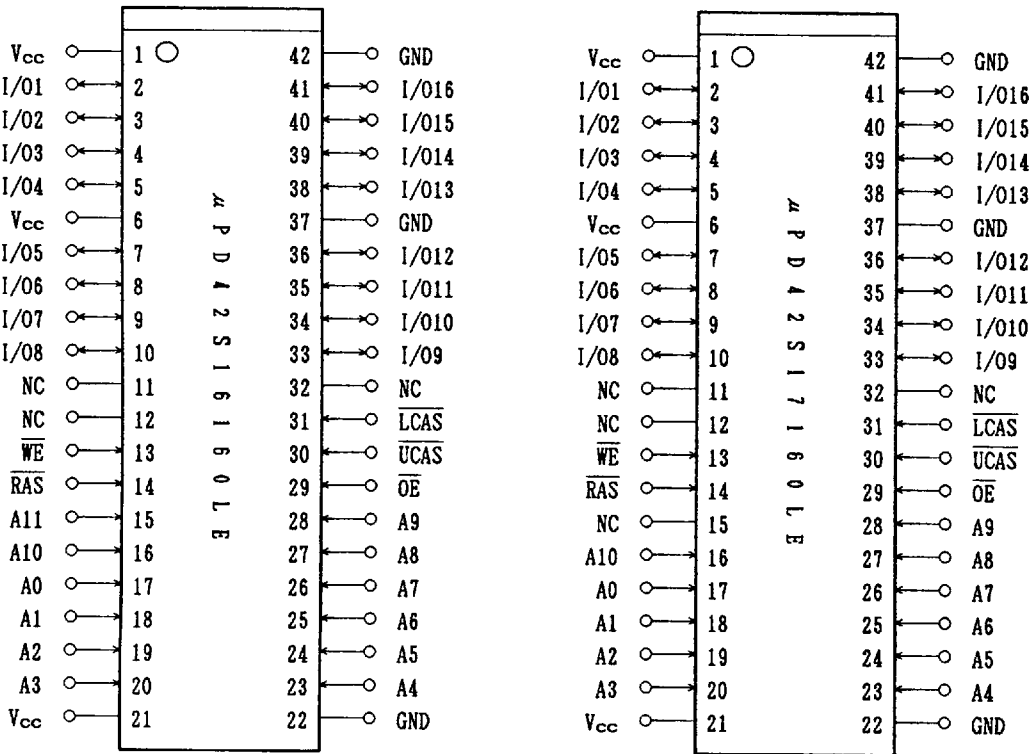 Vcc 1 42 GND
I/O1 2 41 I/O16
I/O2 3 40 I/O15
I/O3 4 39 I/O14
I/O4 5 38 I/O13
Vcc 6 37 GND
I/O5 7 36 I/O12
I/O6 8 35 I/O11
I/O7 9 34 I/O10
I/O8 10 33 I/O9
NC 11 32 NC
NC 12 31 LCAS
WE 13 30 UCAS
RAS 14 29 OE
A11 15 28 A9
A10 16 27 A8
A0 17 26 A7
A1 18 25 A6
A2 19 24 A5
A3 20 23 A4
Vcc 21 22 GND
μPD42S16160LE
Vcc 1 42 GND
I/O1 2 41 I/O16
I/O2 3 40 I/O15
I/O3 4 39 I/O14
I/O4 5 38 I/O13
Vcc 6 37 GND
I/O5 7 36 I/O12
I/O6 8 35 I/O11
I/O7 9 34 I/O10
I/O8 10 33 I/O9
NC 11 32 NC
NC 12 31 LCAS
WE 13 30 UCAS
RAS 14 29 OE
NC 15 28 A9
A10 16 27 A8
A0 17 26 A7
A1 18 25 A6
A2 19 24 A5
A3 20 23 A4
Vcc 21 22 GND
μPD42S17160LE